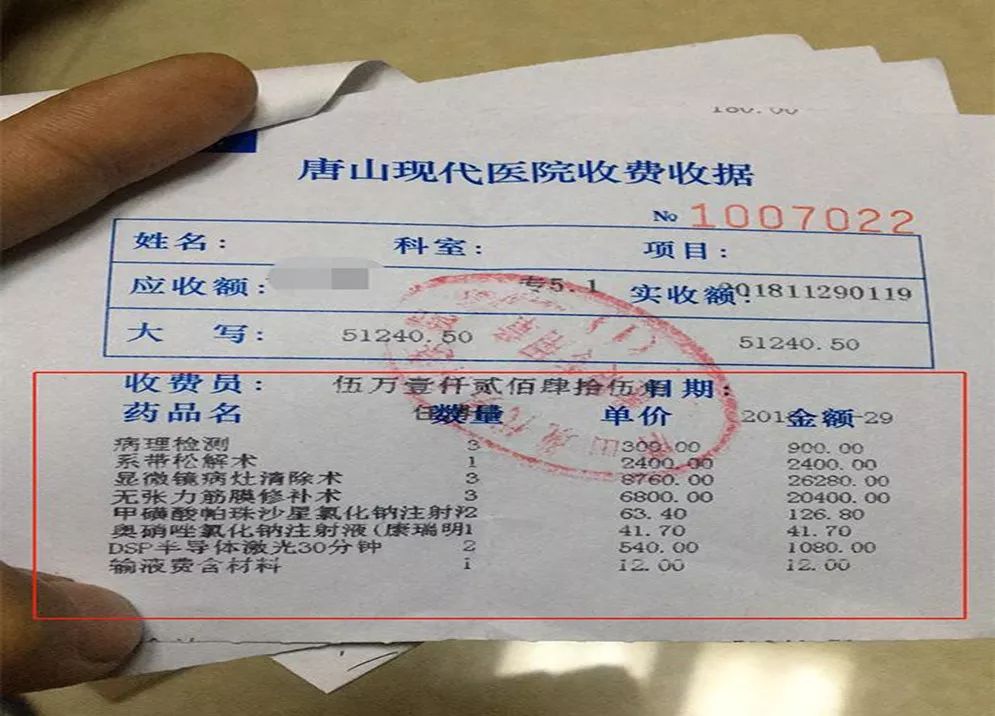 100.00
唐山现代医院收费收据
№ 1007022
姓名: 科室: 项目:
应收额: 专5.1 实收额: 201811290119
大 写: 51240.50 51240.50
收费员: 伍万壹仟贰佰肆拾伍角 日期:
药品名 数量 单价 金额 -29
病理检测 3 300.00 900.00
系带松解术 1 2400.00 2400.00
显微镜病灶清除术 3 8760.00 26280.00
无张力筋膜修补术 3 6800.00 20400.00
甲磺酸帕珠沙星氯化钠注射液2 63.40 126.80
奥硝唑氯化钠注射液(康瑞明1 41.70 41.70
DSP半导体激光30分钟 2 540.00 1080.00
输液费含材料 1 12.00 12.00